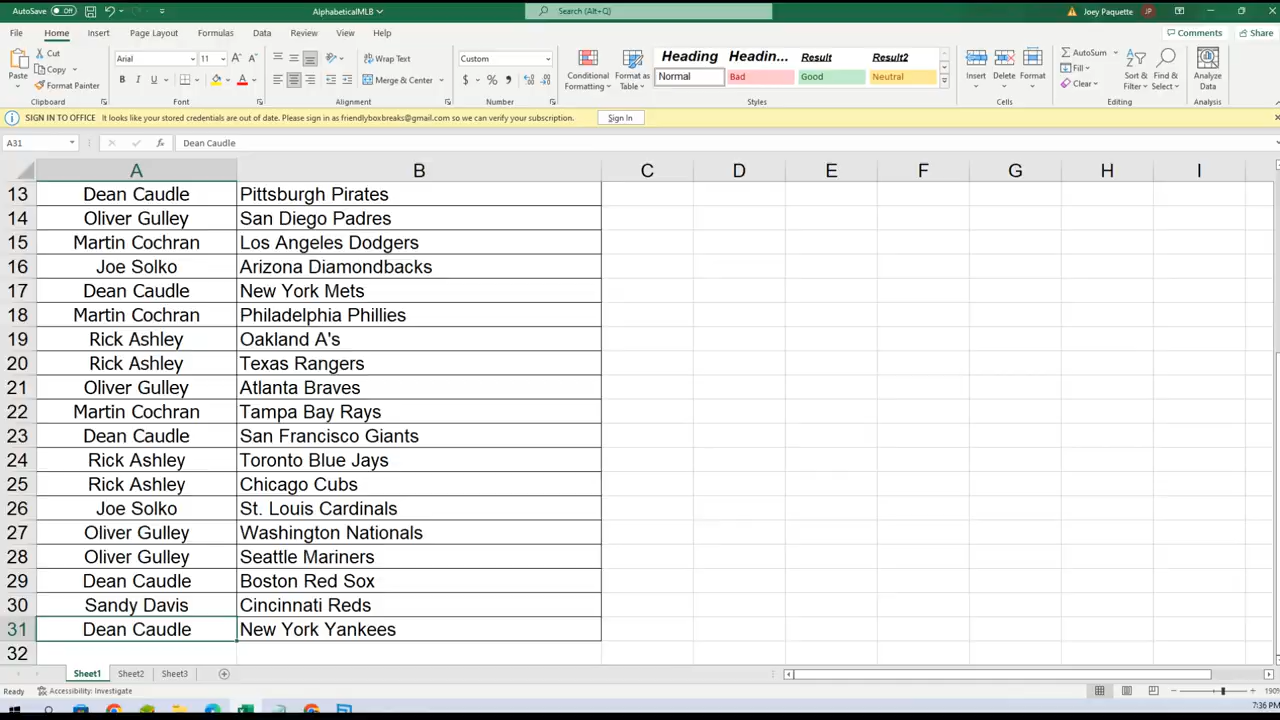 AutoSave Off AlphabeticalMLB Search (Alt+Q) Joey Paquette JP
File Home Insert Draw Page Layout Formulas Data Review View Help Comments Share
Cut
Copy
Format Painter
Paste
Arial 11
B I U
Wrap Text
Merge & Center
Custom
$ % 9
Conditional Formatting
Format as Table
Heading Headin... Result Result2
Normal Bad Good Neutral
Insert Delete Format
AutoSum
Fill
Clear
Sort & Filter
Find & Select
Analyze Data
Clipboard Font Alignment Number Styles Cells Editing Analysis
SIGN IN TO OFFICE It looks like your stored credentials are out of date. Please sign in as friendlyboxbreaks@gmail.com so we can verify your subscription. Sign In
A31 fx Dean Caudle
A B C D E F G H I
13 Dean Caudle Pittsburgh Pirates
14 Oliver Gulley San Diego Padres
15 Martin Cochran Los Angeles Dodgers
16 Joe Solko Arizona Diamondbacks
17 Dean Caudle New York Mets
18 Martin Cochran Philadelphia Phillies
19 Rick Ashley Oakland A's
20 Rick Ashley Texas Rangers
21 Oliver Gulley Atlanta Braves
22 Martin Cochran Tampa Bay Rays
23 Dean Caudle San Francisco Giants
24 Rick Ashley Toronto Blue Jays
25 Rick Ashley Chicago Cubs
26 Joe Solko St. Louis Cardinals
27 Oliver Gulley Washington Nationals
28 Oliver Gulley Seattle Mariners
29 Dean Caudle Boston Red Sox
30 Sandy Davis Cincinnati Reds
31 Dean Caudle New York Yankees
32
Sheet1 Sheet2 Sheet3
Ready Accessibility: Investigate 190%
7:36 PM